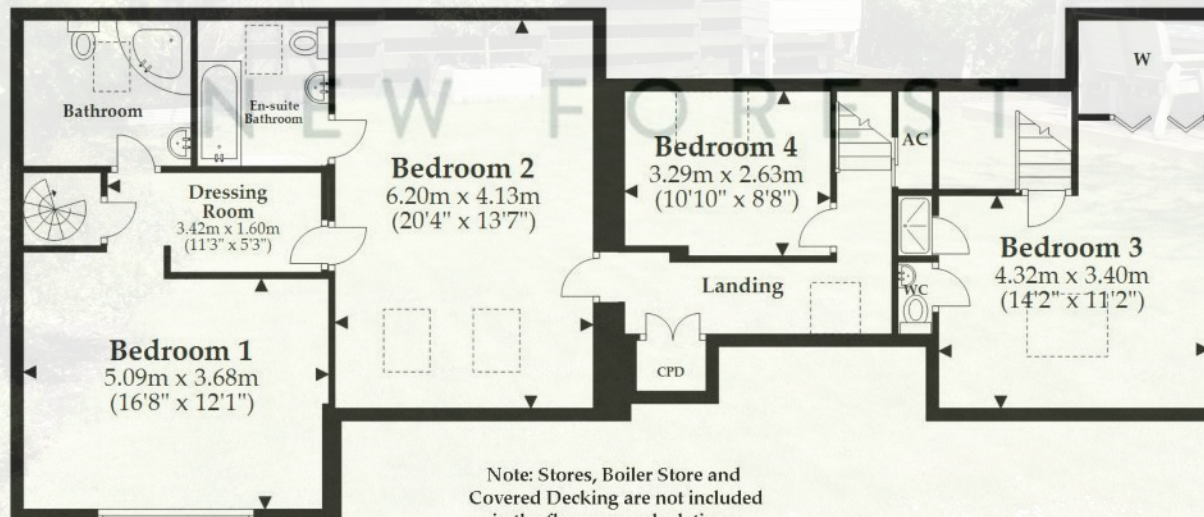 NEW FOREST
Bathroom
En-suite
Bathroom
Dressing
Room
3.42m x 1.60m
(11'3" x 5'3")
Bedroom 1
5.09m x 3.68m
(16'8" x 12'1")
Bedroom 2
6.20m x 4.13m
(20'4" x 13'7")
Bedroom 4
3.29m x 2.63m
(10'10" x 8'8")
Landing
CPD
AC
WC
W
Bedroom 3
4.32m x 3.40m
(14'2" x 11'2")
Note: Stores, Boiler Store and
Covered Decking are not included